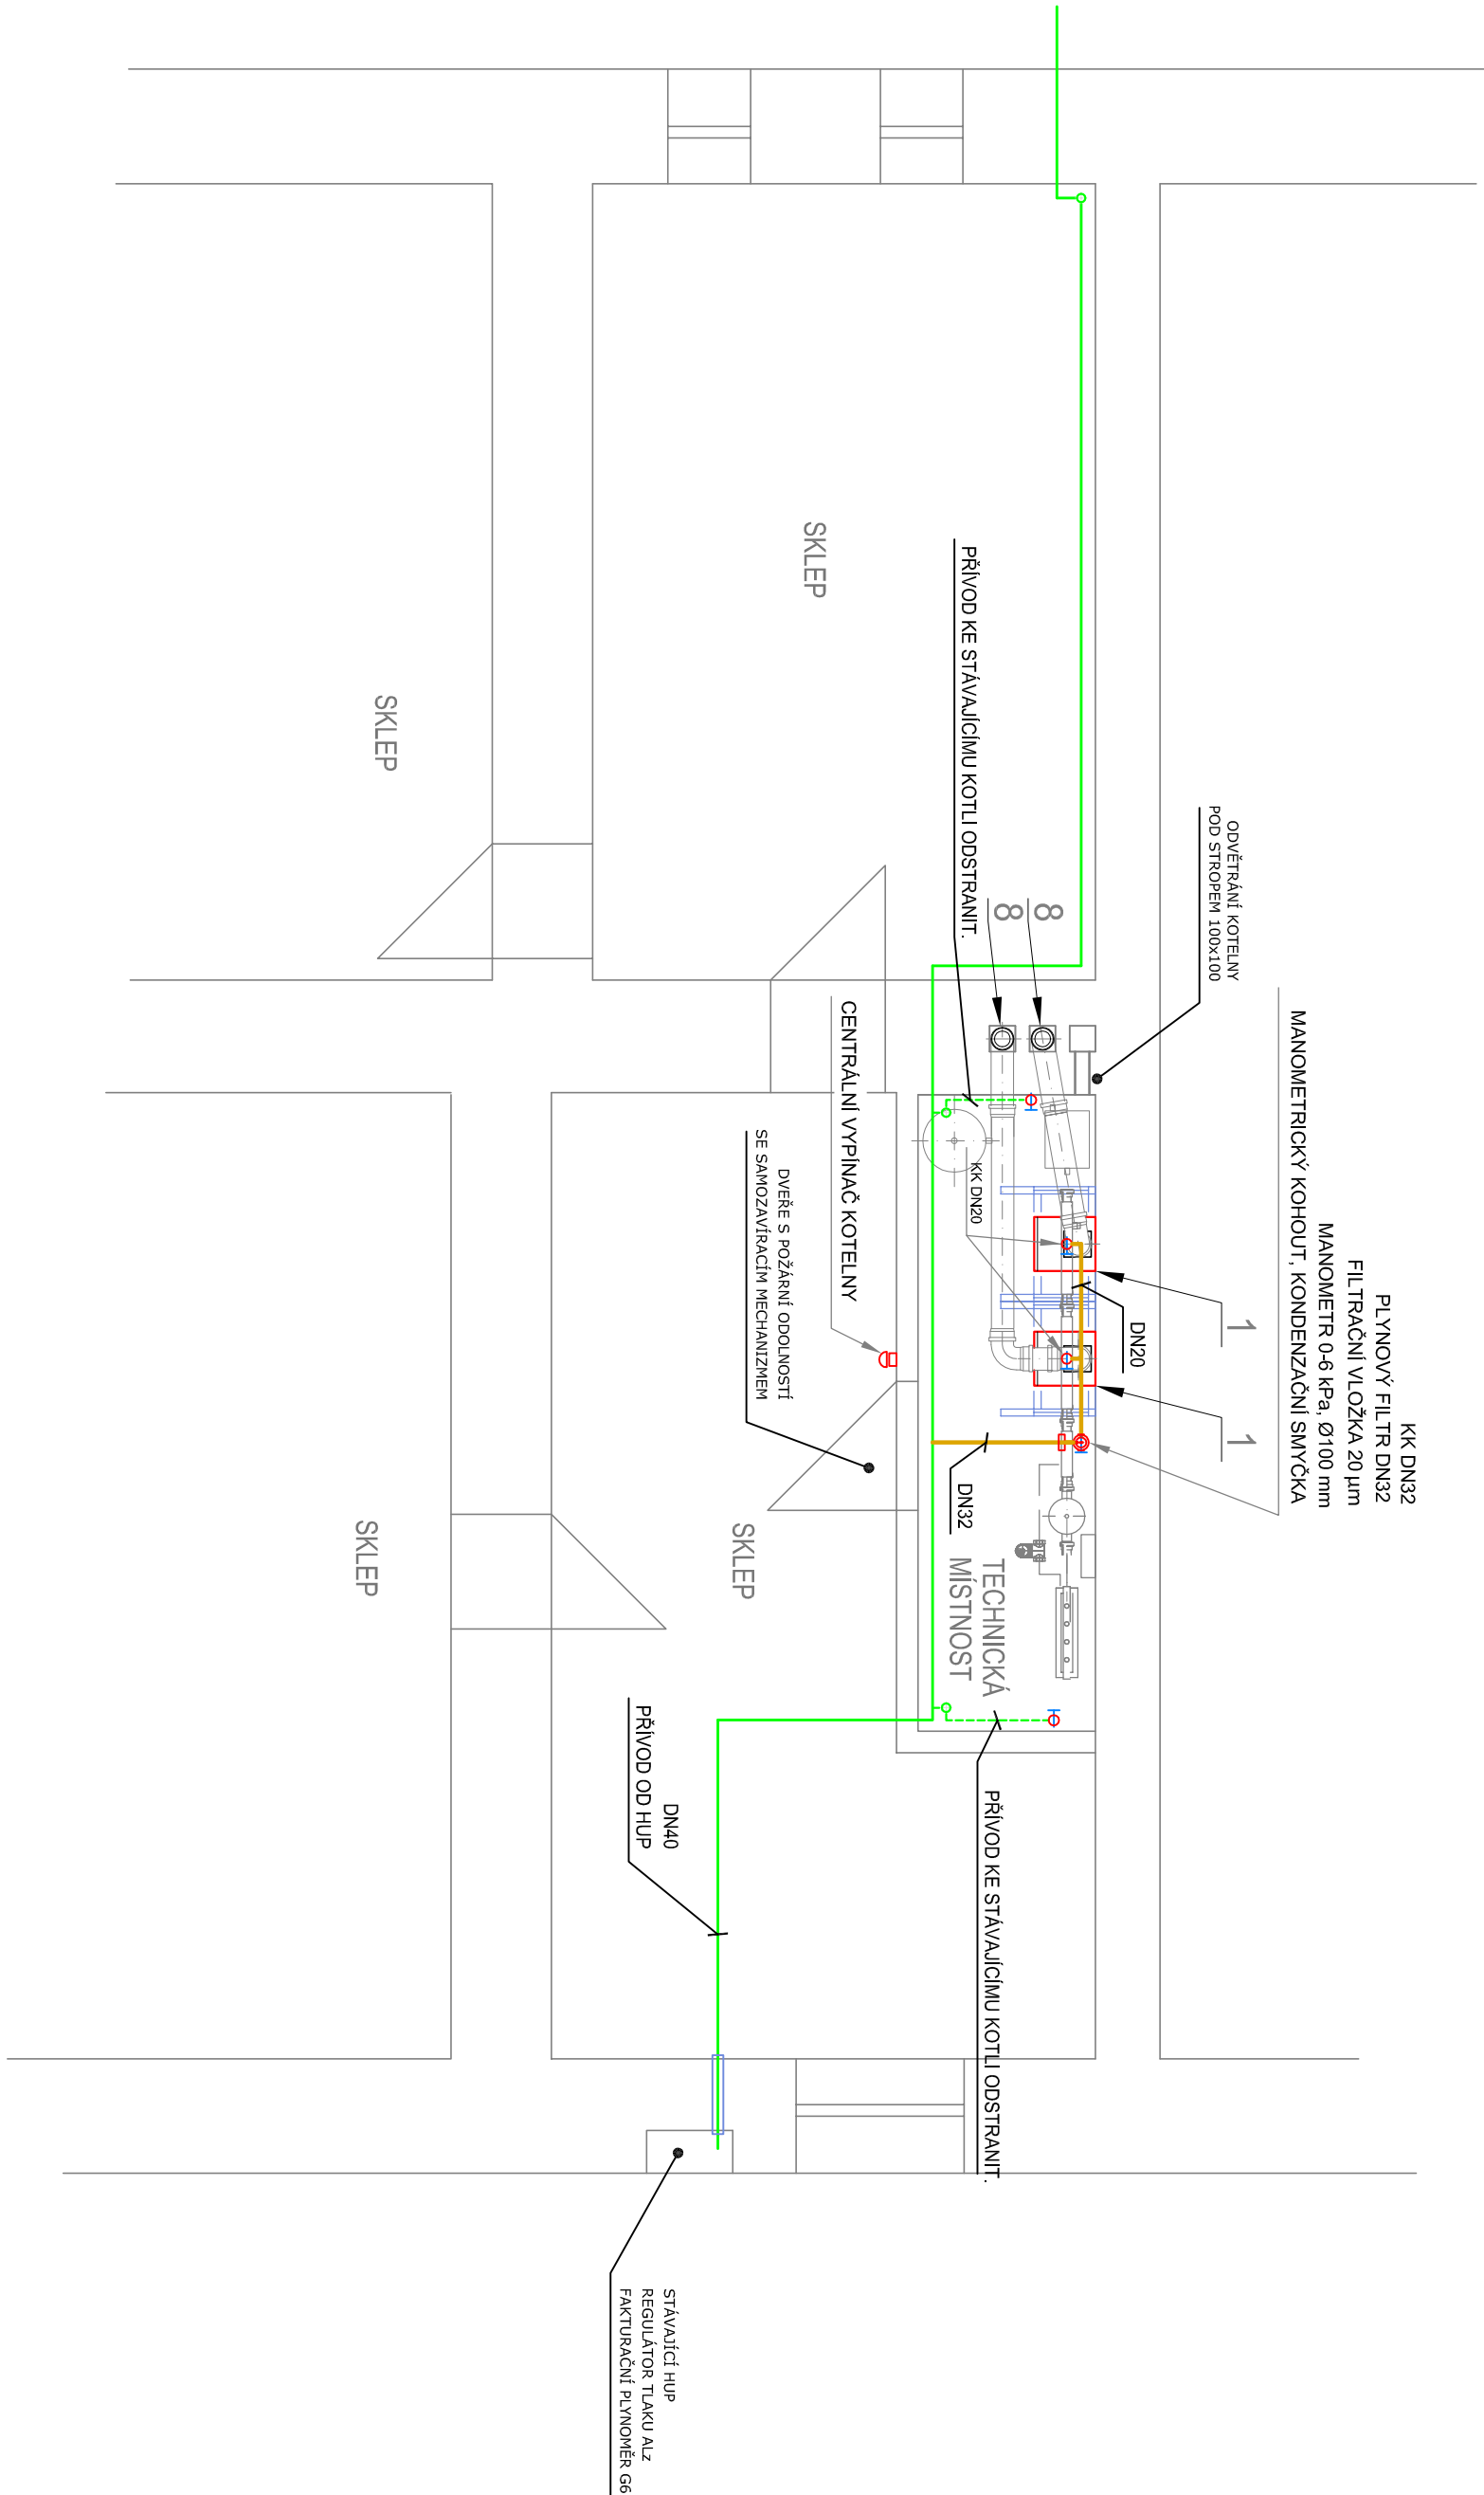 KK DN32
PLYNOVÝ FILTR DN32
FILTRAČNÍ VLOŽKA 20 µm
MANOMETR 0-6 kPa, Ø100 mm
MANOMETRICKÝ KOHOUT, KONDENZAČNÍ SMYČKA
ODVĚTRÁNÍ KOTELNY
POD STROPEM 100x100
1
1
DN20
8
8
PŘÍVOD KE STÁVAJÍCÍMU KOTLI ODSTRANIT.
KK DN20
DN32
TECHNICKÁ
MÍSTNOST
PŘÍVOD KE STÁVAJÍCÍMU KOTLI ODSTRANIT.
CENTRÁLNÍ VYPÍNAČ KOTELNY
SKLEP
DVEŘE S POŽÁRNÍ ODOLNOSTÍ
SE SAMOZAVÍRACÍM MECHANIZMEM
SKLEP
DN40
PŘÍVOD OD HUP
STÁVAJÍCÍ HUP
REGULÁTOR TLAKU ALz
FAKTURAČNÍ PLYNOMĚR G6
SKLEP
SKLEP